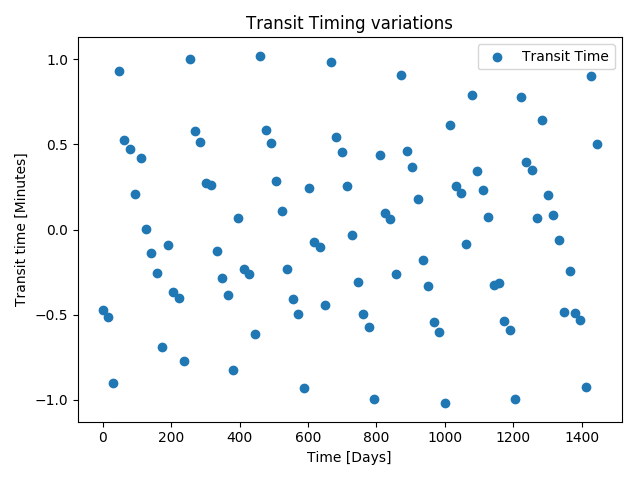 Transit Timing variations
Transit Time
Transit time [Minutes]
1.0
0.5
0.0
−0.5
−1.0
0 200 400 600 800 1000 1200 1400
Time [Days]